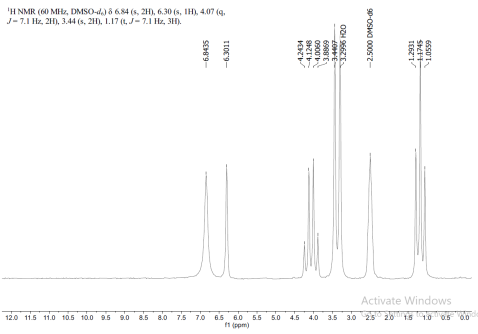 ¹H NMR (60 MHz, DMSO-d₆) δ 6.84 (s, 2H), 6.30 (s, 1H), 4.07 (q,
J = 7.1 Hz, 2H), 3.44 (s, 2H), 1.17 (t, J = 7.1 Hz, 3H).
6.8435
6.3011
4.2434
4.1248
4.0060
3.8869
3.4407
3.2996 H2O
2.5000 DMSO-d6
1.2931
1.1745
1.0559
Activate Windows
12.0 11.5 11.0 10.5 10.0 9.5 9.0 8.5 8.0 7.5 7.0 6.5 6.0 5.5 5.0 4.5 4.0 3.5 3.0 2.5 2.0 1.5 1.0 0.5 0.0
f1 (ppm)